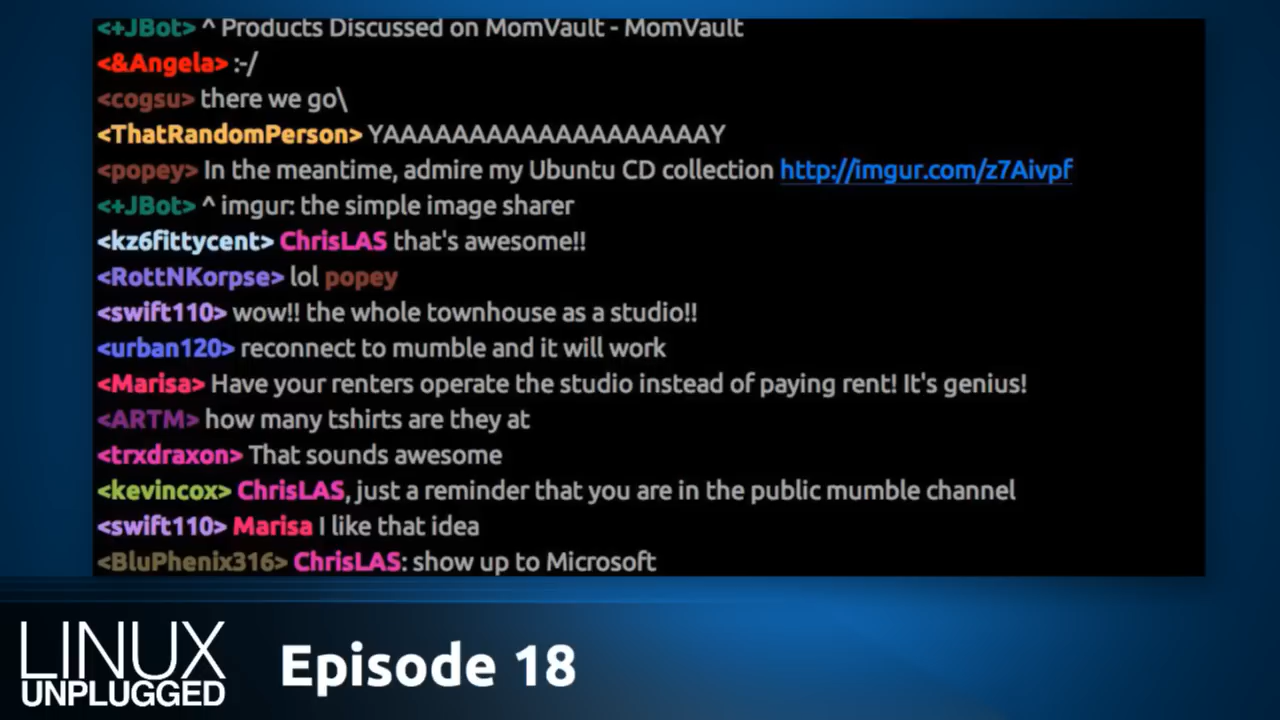 <+JBot> ^ Products Discussed on MomVault - MomVault
<&Angela> :-/
<cogsu> there we go\
<ThatRandomPerson> YAAAAAAAAAAAAAAAAAAAY
<popey> In the meantime, admire my Ubuntu CD collection http://imgur.com/z7Aivpf
<+JBot> ^ imgur: the simple image sharer
<kz6fittycent> ChrisLAS that's awesome!!
<RottNKorpse> lol popey
<swift110> wow!! the whole townhouse as a studio!!
<urban120> reconnect to mumble and it will work
<Marisa> Have your renters operate the studio instead of paying rent! It's genius!
<ARTM> how many tshirts are they at
<trxdraxon> That sounds awesome
<kevincox> ChrisLAS, just a reminder that you are in the public mumble channel
<swift110> Marisa I like that idea
<BluPhenix316> ChrisLAS: show up to Microsoft
LINUX
UNPLUGGED
Episode 18